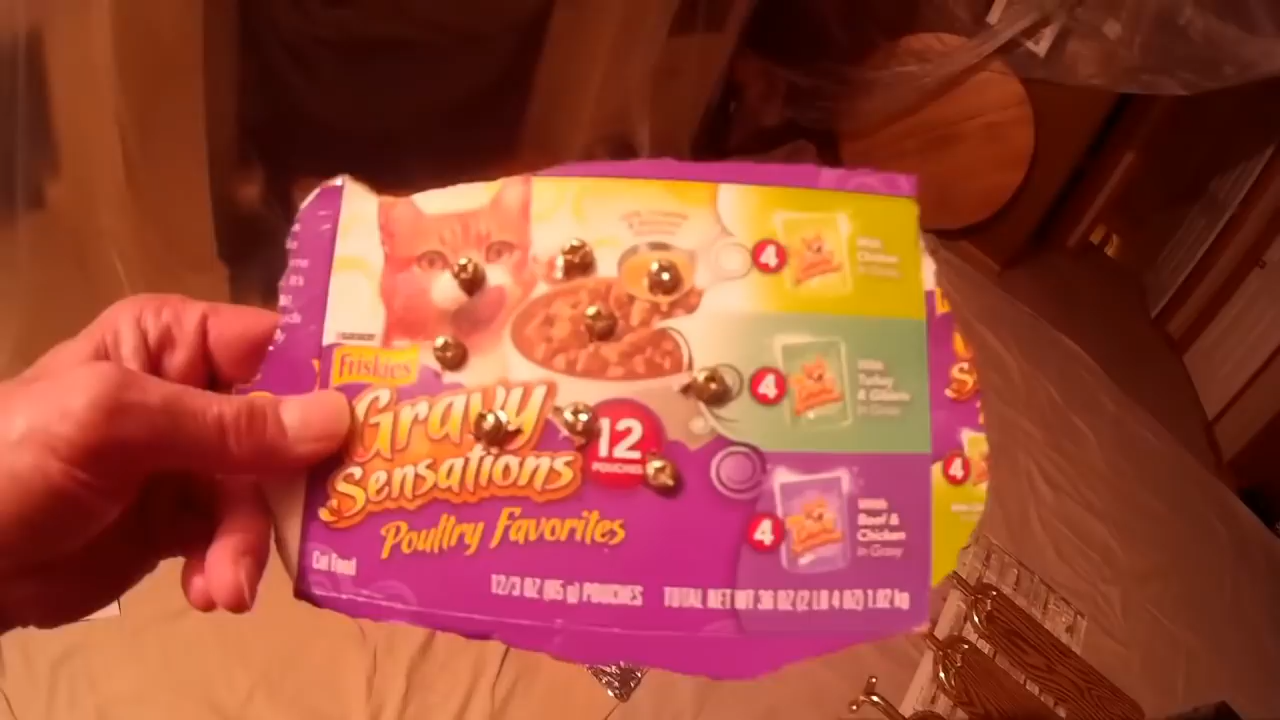 Friskies
Gravy
Sensations
12
POUCHES
Poultry Favorites
Cat Food
12/3 OZ (85 g) POUCHES TOTAL NET WT 36 OZ (2 LB 4 OZ) 1.02 kg
4
With
Chicken
in Gravy
4
With
Turkey
& Giblets
in Gravy
4
With
Beef &
Chicken
in Gravy
4